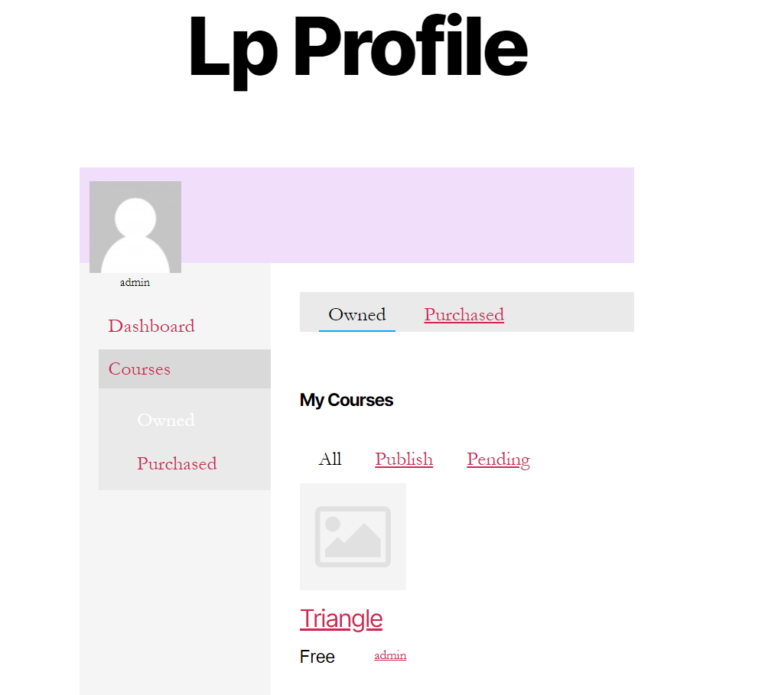 Lp Profile
admin
Dashboard
Courses
Owned
Purchased
Owned Purchased
My Courses
All Publish Pending
Triangle
Free admin